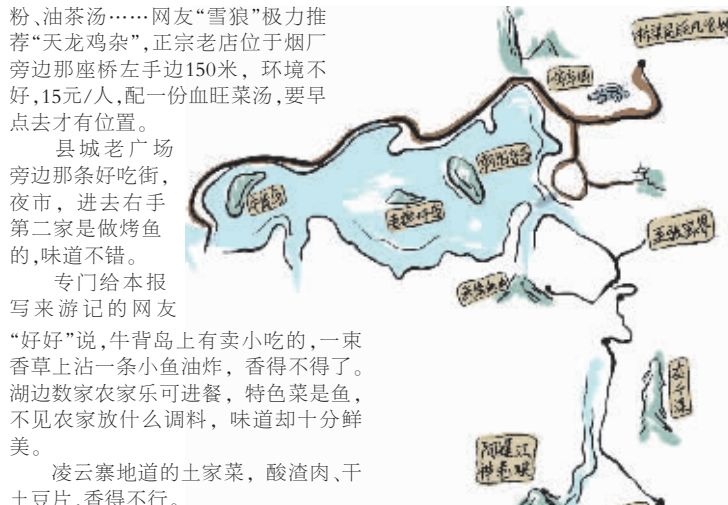 粉、油茶汤……网友“雪狼”极力推
荐“天龙鸡杂”,正宗老店位于烟厂
旁边那座桥左手边150米，环境不
好,15元/人,配一份血旺菜汤,要早
点去才有位置。
县城老广场
旁边那条好吃街，
夜市，进去右手
第二家是做烤鱼
的,味道不错。
专门给本报
写来游记的网友
“好好”说,牛背岛上有卖小吃的,一束
香草上沾一条小鱼油炸，香得不得了。
湖边数家农家乐可进餐，特色菜是鱼，
不见农家放什么调料，味道却十分鲜
美。
凌云寨地道的土家菜，酸渣肉、干
土豆片,香得不行。